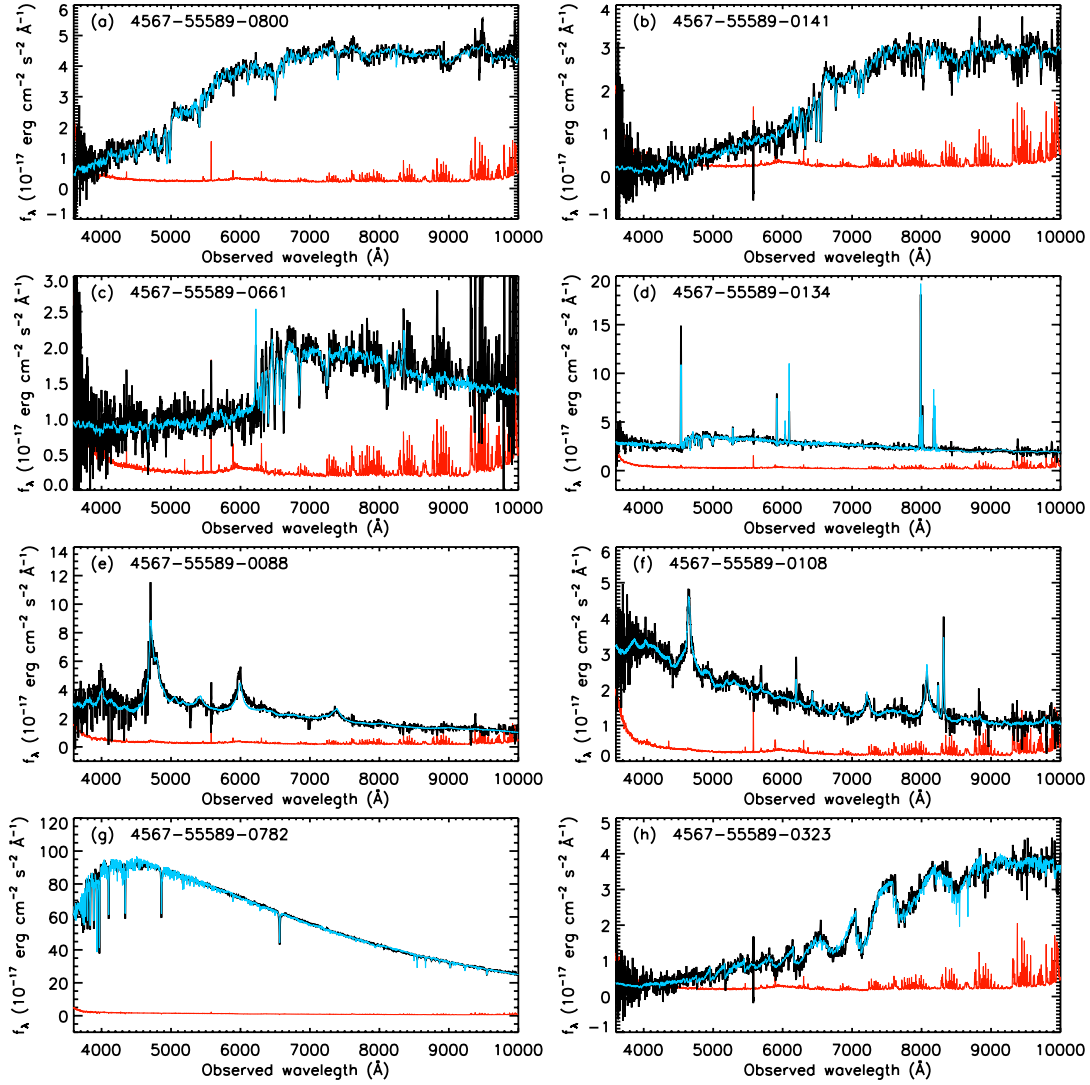 (a) 4567-55589-0800
6
5
4
3
2
1
0
-1
f_λ (10^-17 erg cm^-2 s^-2 Å^-1)
4000 5000 6000 7000 8000 9000 10000
Observed wavelegth (Å)
(b) 4567-55589-0141
4
3
2
1
0
-1
f_λ (10^-17 erg cm^-2 s^-2 Å^-1)
4000 5000 6000 7000 8000 9000 10000
Observed wavelegth (Å)
(c) 4567-55589-0661
3.0
2.5
2.0
1.5
1.0
0.5
0.0
f_λ (10^-17 erg cm^-2 s^-2 Å^-1)
4000 5000 6000 7000 8000 9000 10000
Observed wavelegth (Å)
(d) 4567-55589-0134
20
15
10
5
0
f_λ (10^-17 erg cm^-2 s^-2 Å^-1)
4000 5000 6000 7000 8000 9000 10000
Observed wavelegth (Å)
(e) 4567-55589-0088
14
12
10
8
6
4
2
0
f_λ (10^-17 erg cm^-2 s^-2 Å^-1)
4000 5000 6000 7000 8000 9000 10000
Observed wavelegth (Å)
(f) 4567-55589-0108
6
5
4
3
2
1
0
f_λ (10^-17 erg cm^-2 s^-2 Å^-1)
4000 5000 6000 7000 8000 9000 10000
Observed wavelegth (Å)
(g) 4567-55589-0782
120
100
80
60
40
20
0
f_λ (10^-17 erg cm^-2 s^-2 Å^-1)
4000 5000 6000 7000 8000 9000 10000
Observed wavelegth (Å)
(h) 4567-55589-0323
5
4
3
2
1
0
-1
f_λ (10^-17 erg cm^-2 s^-2 Å^-1)
4000 5000 6000 7000 8000 9000 10000
Observed wavelegth (Å)